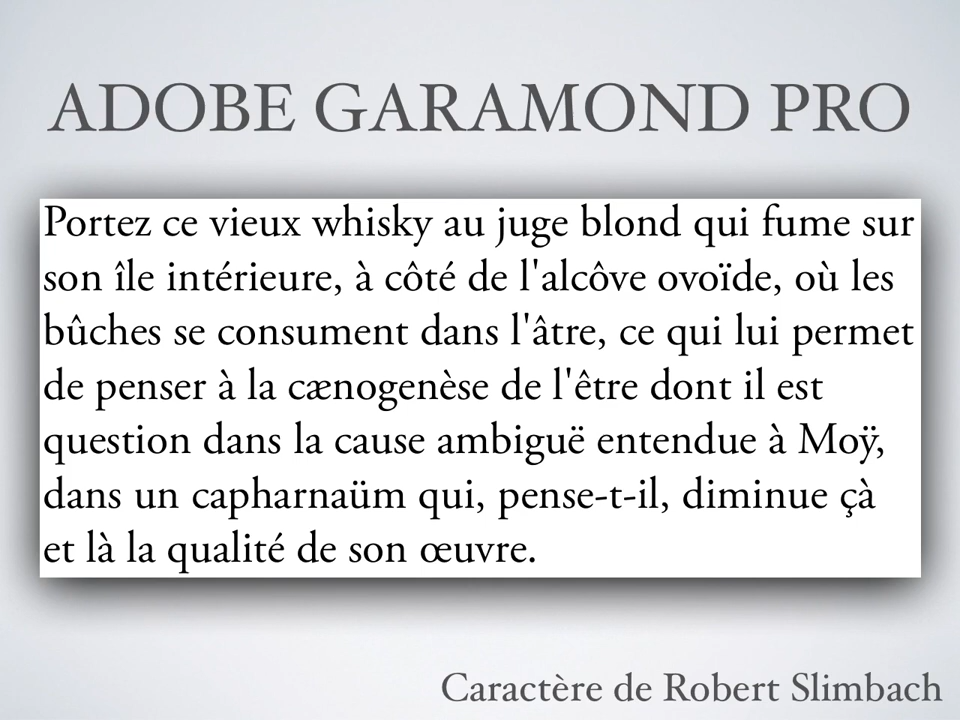 ADOBE GARAMOND PRO
Portez ce vieux whisky au juge blond qui fume sur
son île intérieure, à côté de l'alcôve ovoïde, où les
bûches se consument dans l'âtre, ce qui lui permet
de penser à la cænogenèse de l'être dont il est
question dans la cause ambiguë entendue à Moÿ,
dans un capharnaüm qui, pense-t-il, diminue çà
et là la qualité de son œuvre.
Caractère de Robert Slimbach